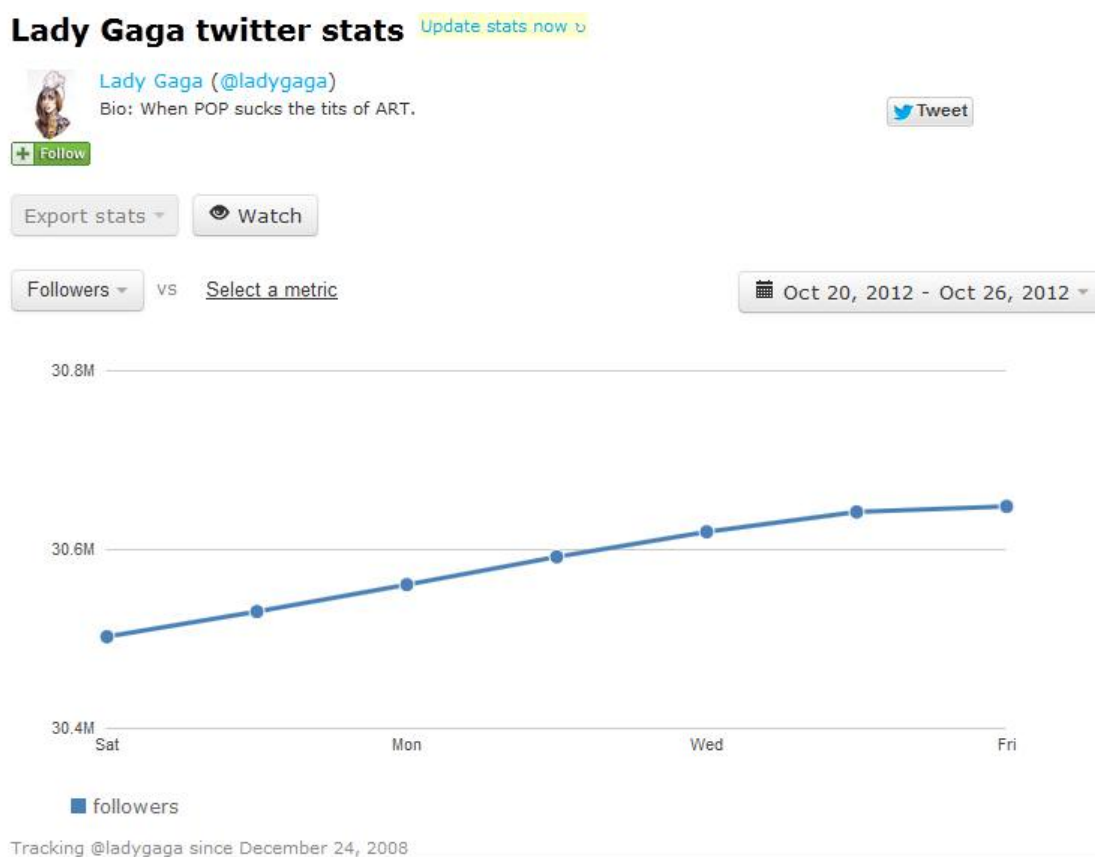 Lady Gaga twitter stats Update stats now ↻
Lady Gaga (@ladygaga)
Bio: When POP sucks the tits of ART.
Tweet
+ Follow
Export stats Watch
Followers vs Select a metric Oct 20, 2012 - Oct 26, 2012
30.8M
30.6M
30.4M
Sat Mon Wed Fri
followers
Tracking @ladygaga since December 24, 2008